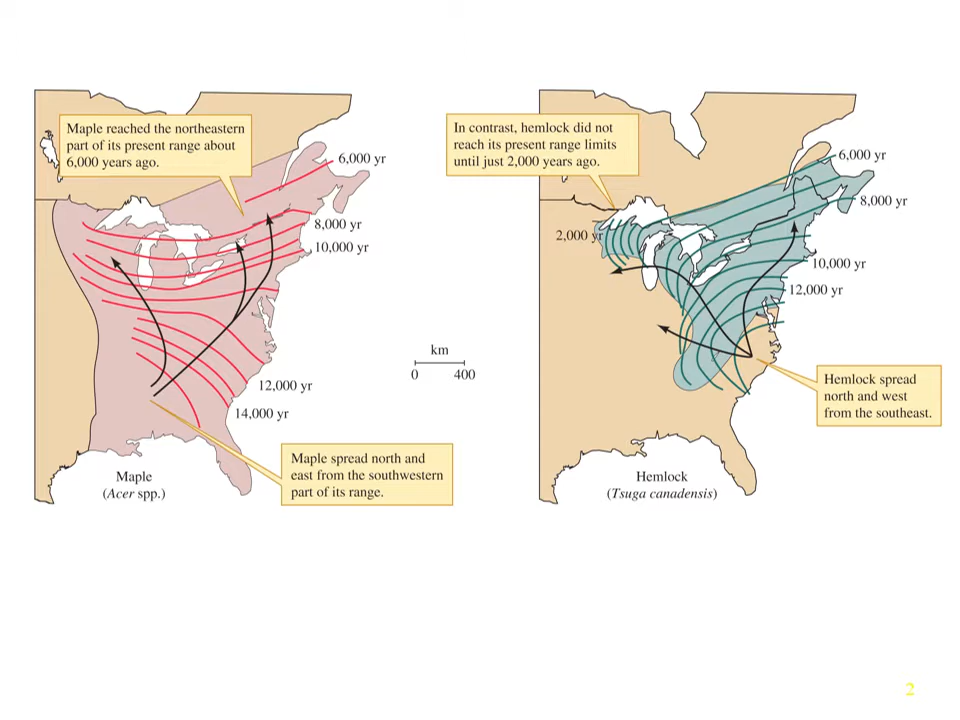 Maple reached the northeastern
part of its present range about
6,000 years ago.
6,000 yr
8,000 yr
10,000 yr
12,000 yr
14,000 yr
Maple spread north and
east from the southwestern
part of its range.
Maple
(Acer spp.)
km
0 400
In contrast, hemlock did not
reach its present range limits
until just 2,000 years ago.
6,000 yr
8,000 yr
2,000 yr
10,000 yr
12,000 yr
Hemlock spread
north and west
from the southeast.
Hemlock
(Tsuga canadensis)
2